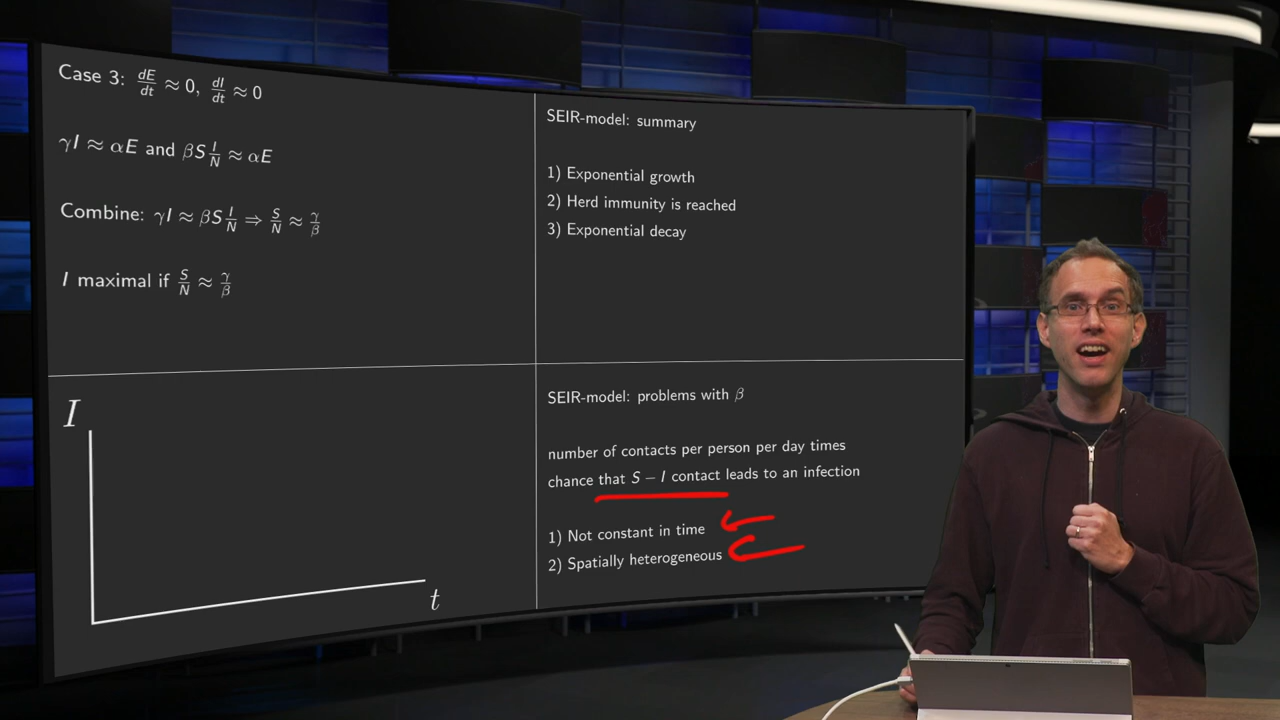 Case 3: dE/dt ≈ 0, dI/dt ≈ 0
γI ≈ αE and βS I/N ≈ αE
Combine: γI ≈ βS I/N ⇒ S/N ≈ γ/β
I maximal if S/N ≈ γ/β
SEIR-model: summary
1) Exponential growth
2) Herd immunity is reached
3) Exponential decay
I
t
SEIR-model: problems with β
number of contacts per person per day times
chance that S – I contact leads to an infection
1) Not constant in time
2) Spatially heterogeneous